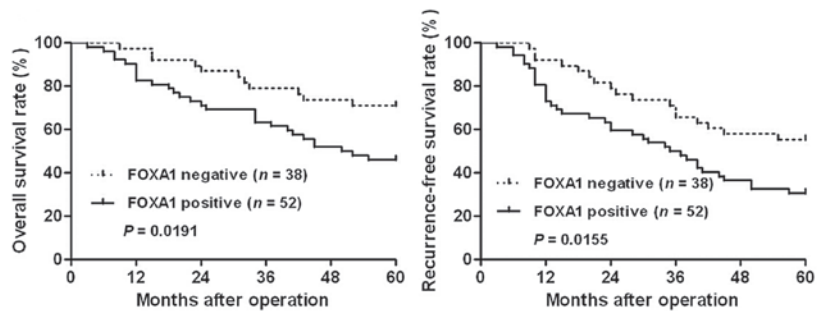 Overall survival rate (%)
100
80
60
40
20
0
FOXA1 negative (n = 38)
FOXA1 positive (n = 52)
P = 0.0191
0 12 24 36 48 60
Months after operation
Recurrence-free survival rate (%)
100
80
60
40
20
0
FOXA1 negative (n = 38)
FOXA1 positive (n = 52)
P = 0.0155
0 12 24 36 48 60
Months after operation